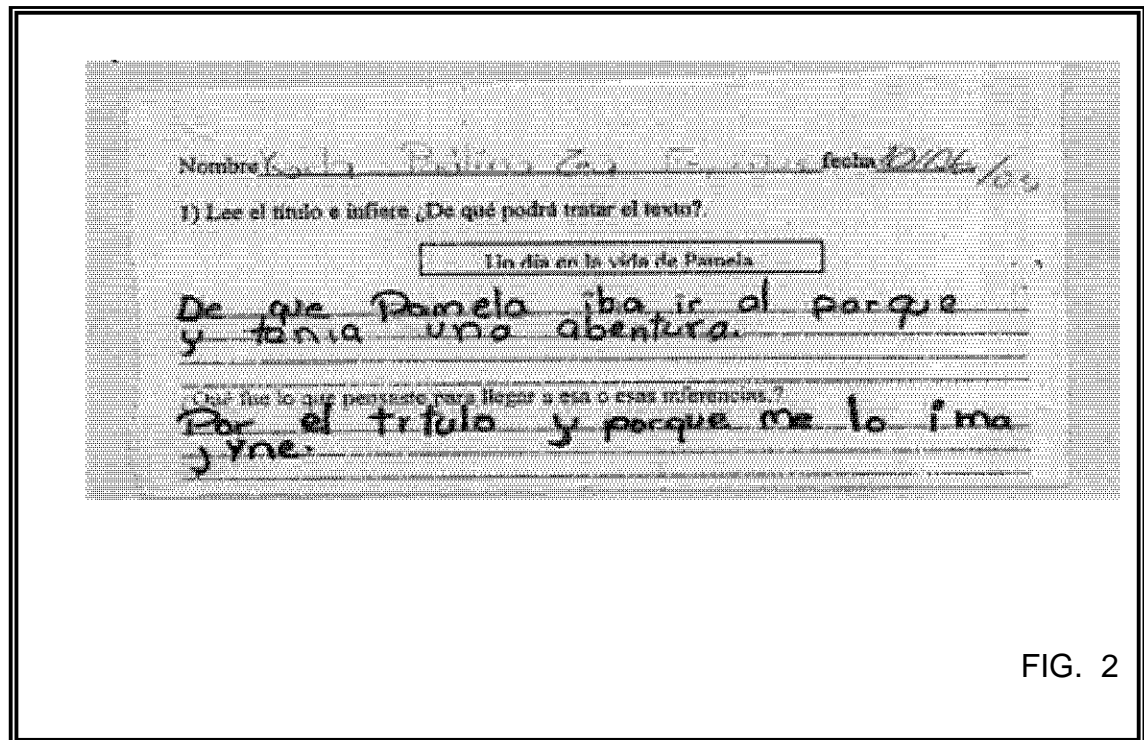 Nombre fecha
1) Lee el título e infiere ¿De qué podrá tratar el texto?.
Un día en la vida de Pamela
De que Pamela iba ir al parque
y tenia una abentura.
¿Qué fue lo que pensaste para llegar a esa o esas inferencias.?
Por el titulo y porque me lo ima
jyne.
FIG. 2